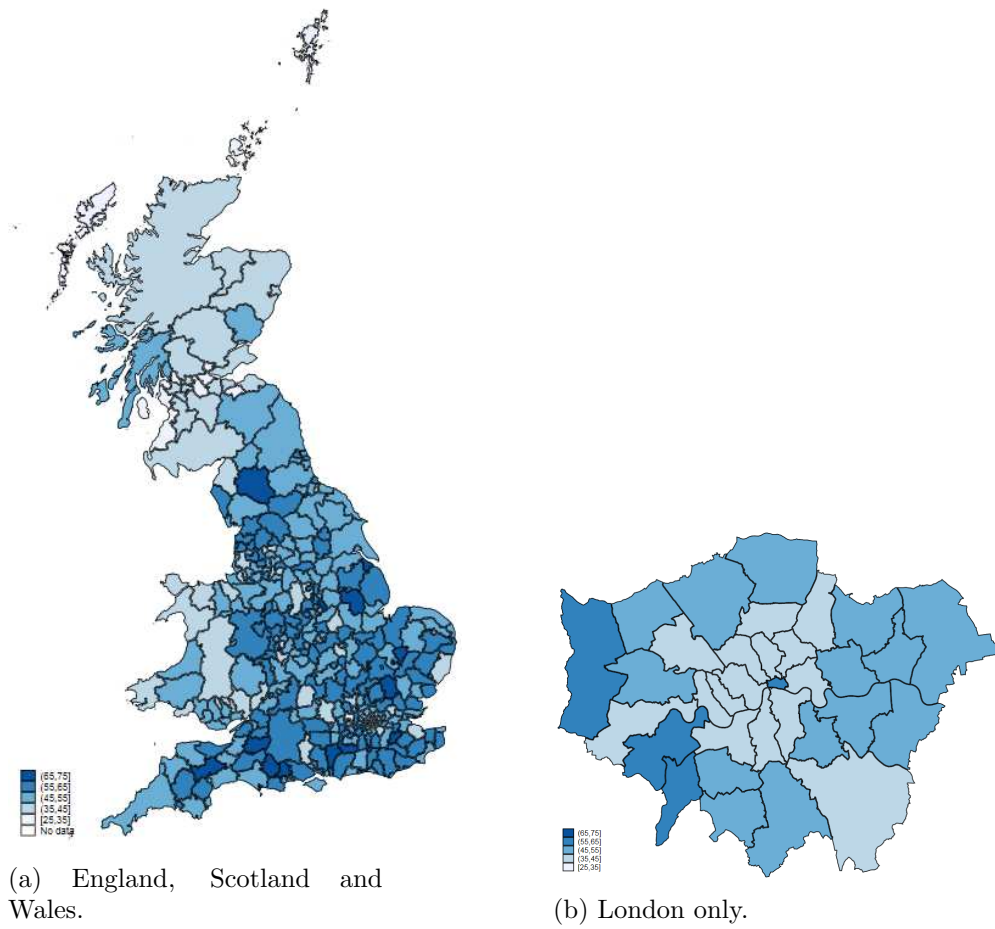 (65,75]
(55,65]
(45,55]
(35,45]
[25,35]
No data
(a) England, Scotland and
Wales.
(65,75]
(55,65]
(45,55]
(35,45]
[25,35]
(b) London only.